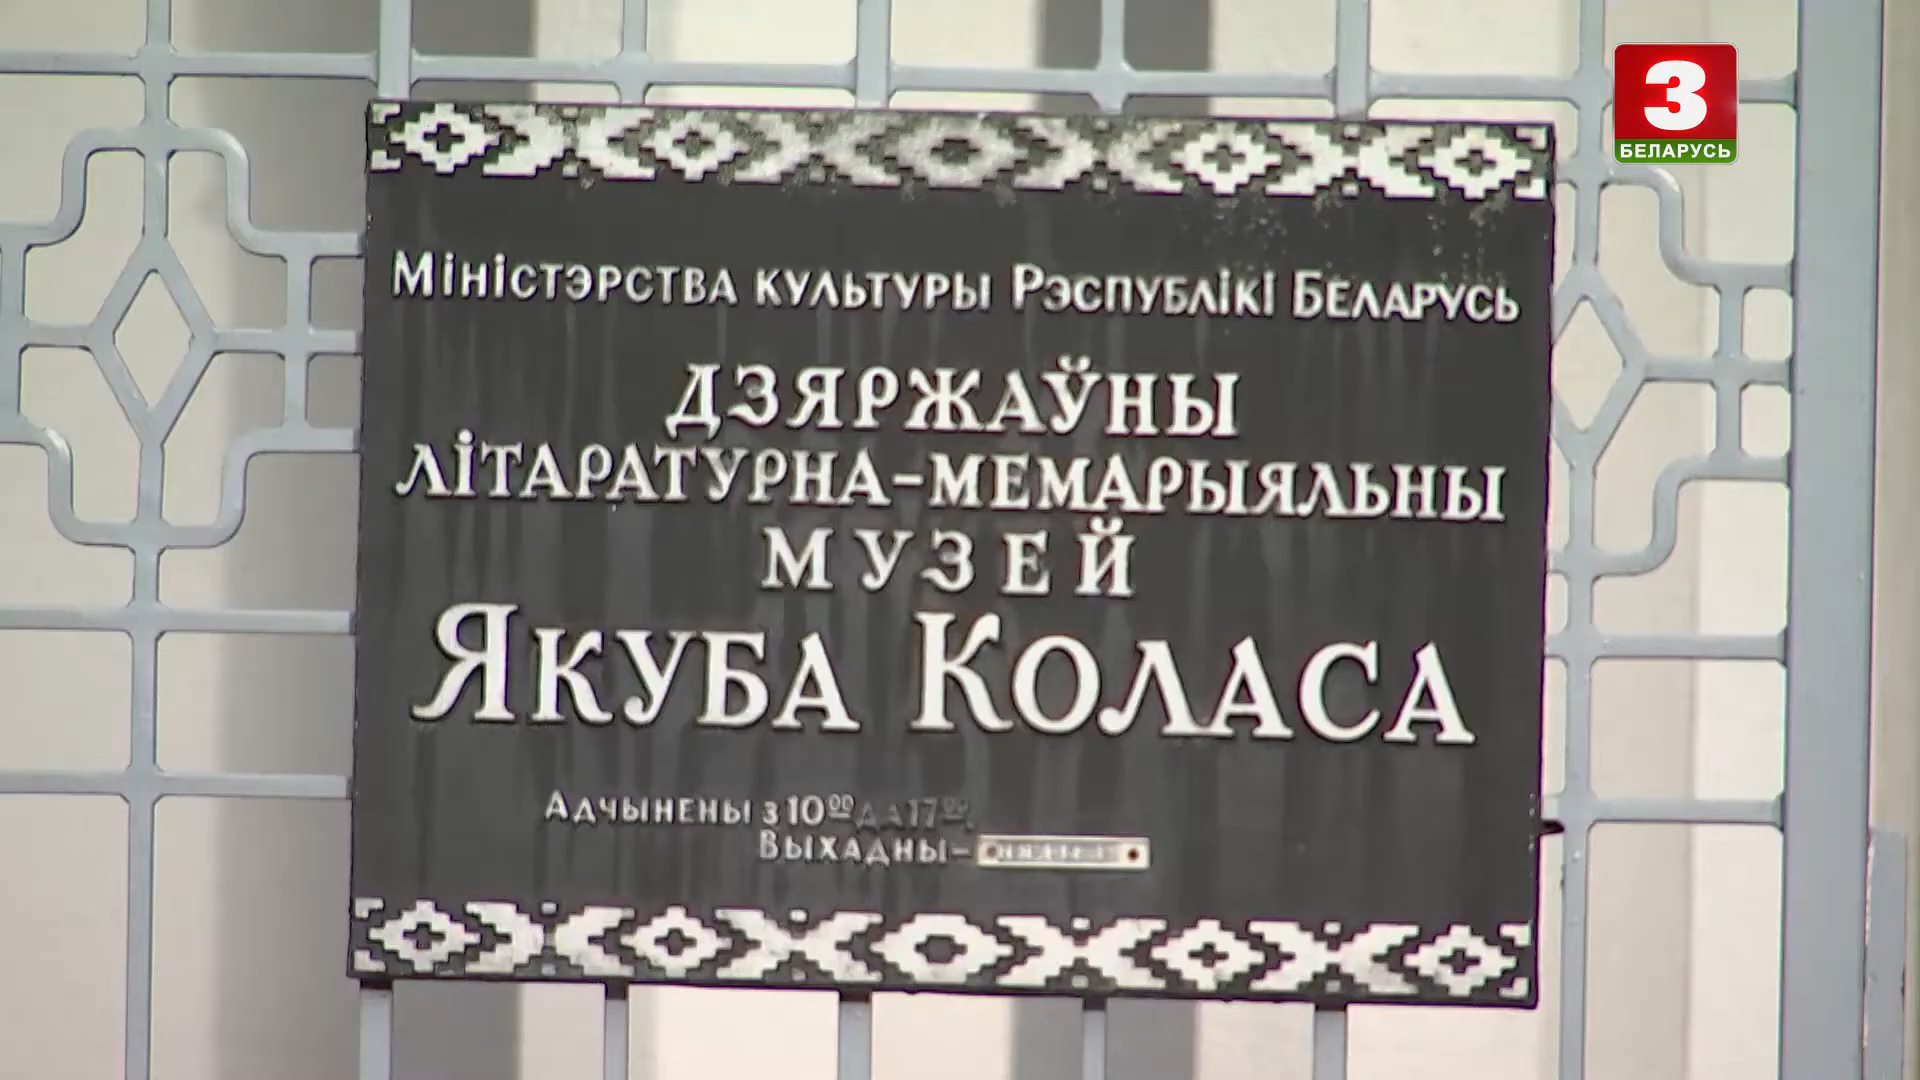 3
БЕЛАРУСЬ
Міністэрства культуры Рэспублікі Беларусь
ДЗЯРЖАЎНЫ
ЛІТАРАТУРНА-МЕМАРЫЯЛЬНЫ
МУЗЕЙ
ЯКУБА КОЛАСА
Адчынены з 10⁰⁰ да 17⁰⁰.
Выхадны–